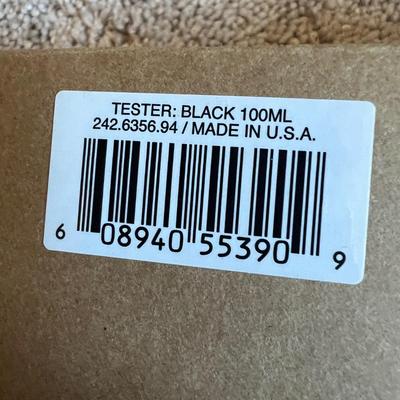 TESTER: BLACK 100ML
242.6356.94 / MADE IN U.S.A.
6 08940 55390 9